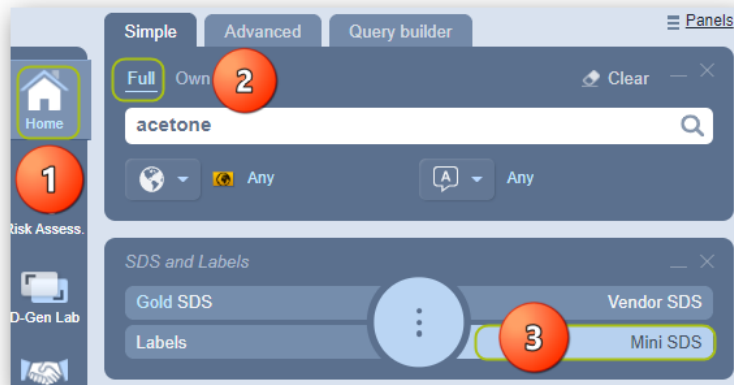 Simple Advanced Query builder Panels
Full Own 2 Clear
Home
acetone
1
Any Any
Risk Assess.
SDS and Labels
Gold SDS Vendor SDS
D-Gen Lab
Labels 3 Mini SDS